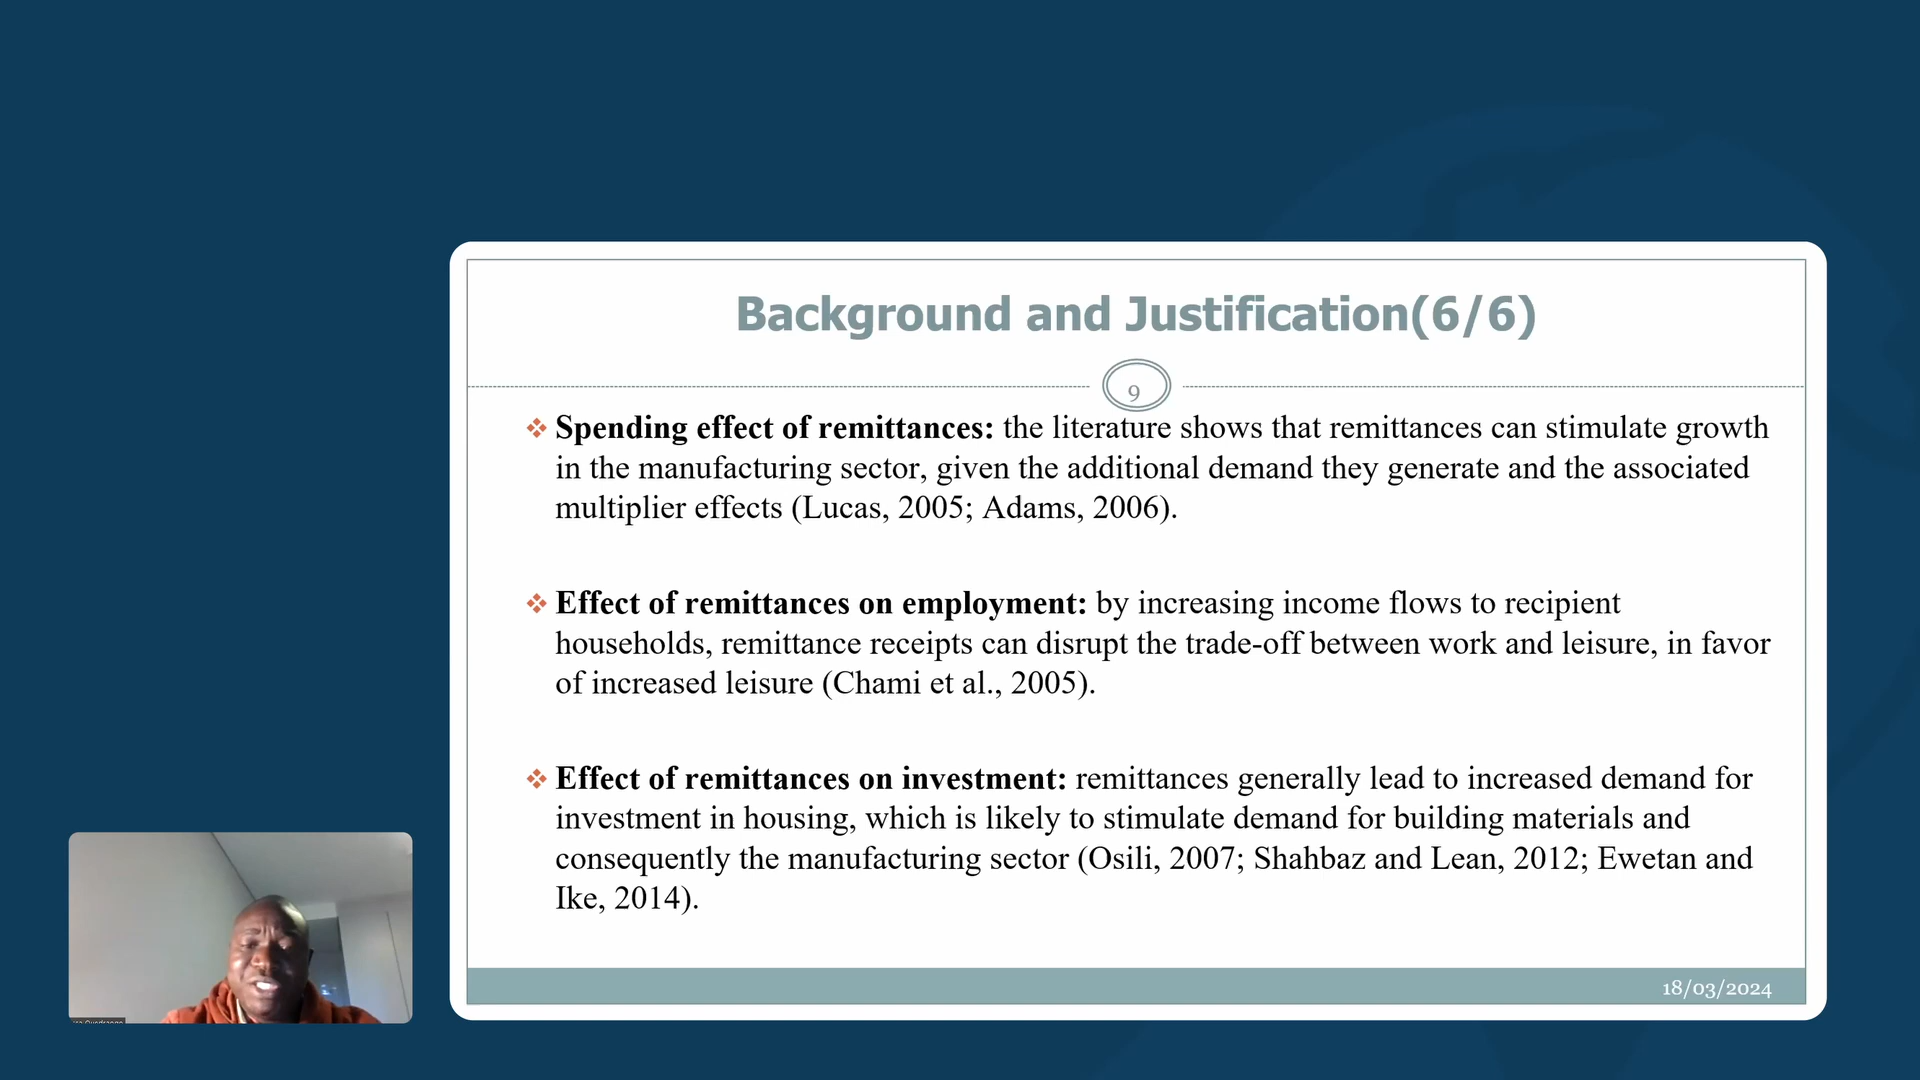 Background and Justification(6/6)
9
❖ Spending effect of remittances: the literature shows that remittances can stimulate growth
in the manufacturing sector, given the additional demand they generate and the associated
multiplier effects (Lucas, 2005; Adams, 2006).
❖ Effect of remittances on employment: by increasing income flows to recipient
households, remittance receipts can disrupt the trade-off between work and leisure, in favor
of increased leisure (Chami et al., 2005).
❖ Effect of remittances on investment: remittances generally lead to increased demand for
investment in housing, which is likely to stimulate demand for building materials and
consequently the manufacturing sector (Osili, 2007; Shahbaz and Lean, 2012; Ewetan and
Ike, 2014).
18/03/2024